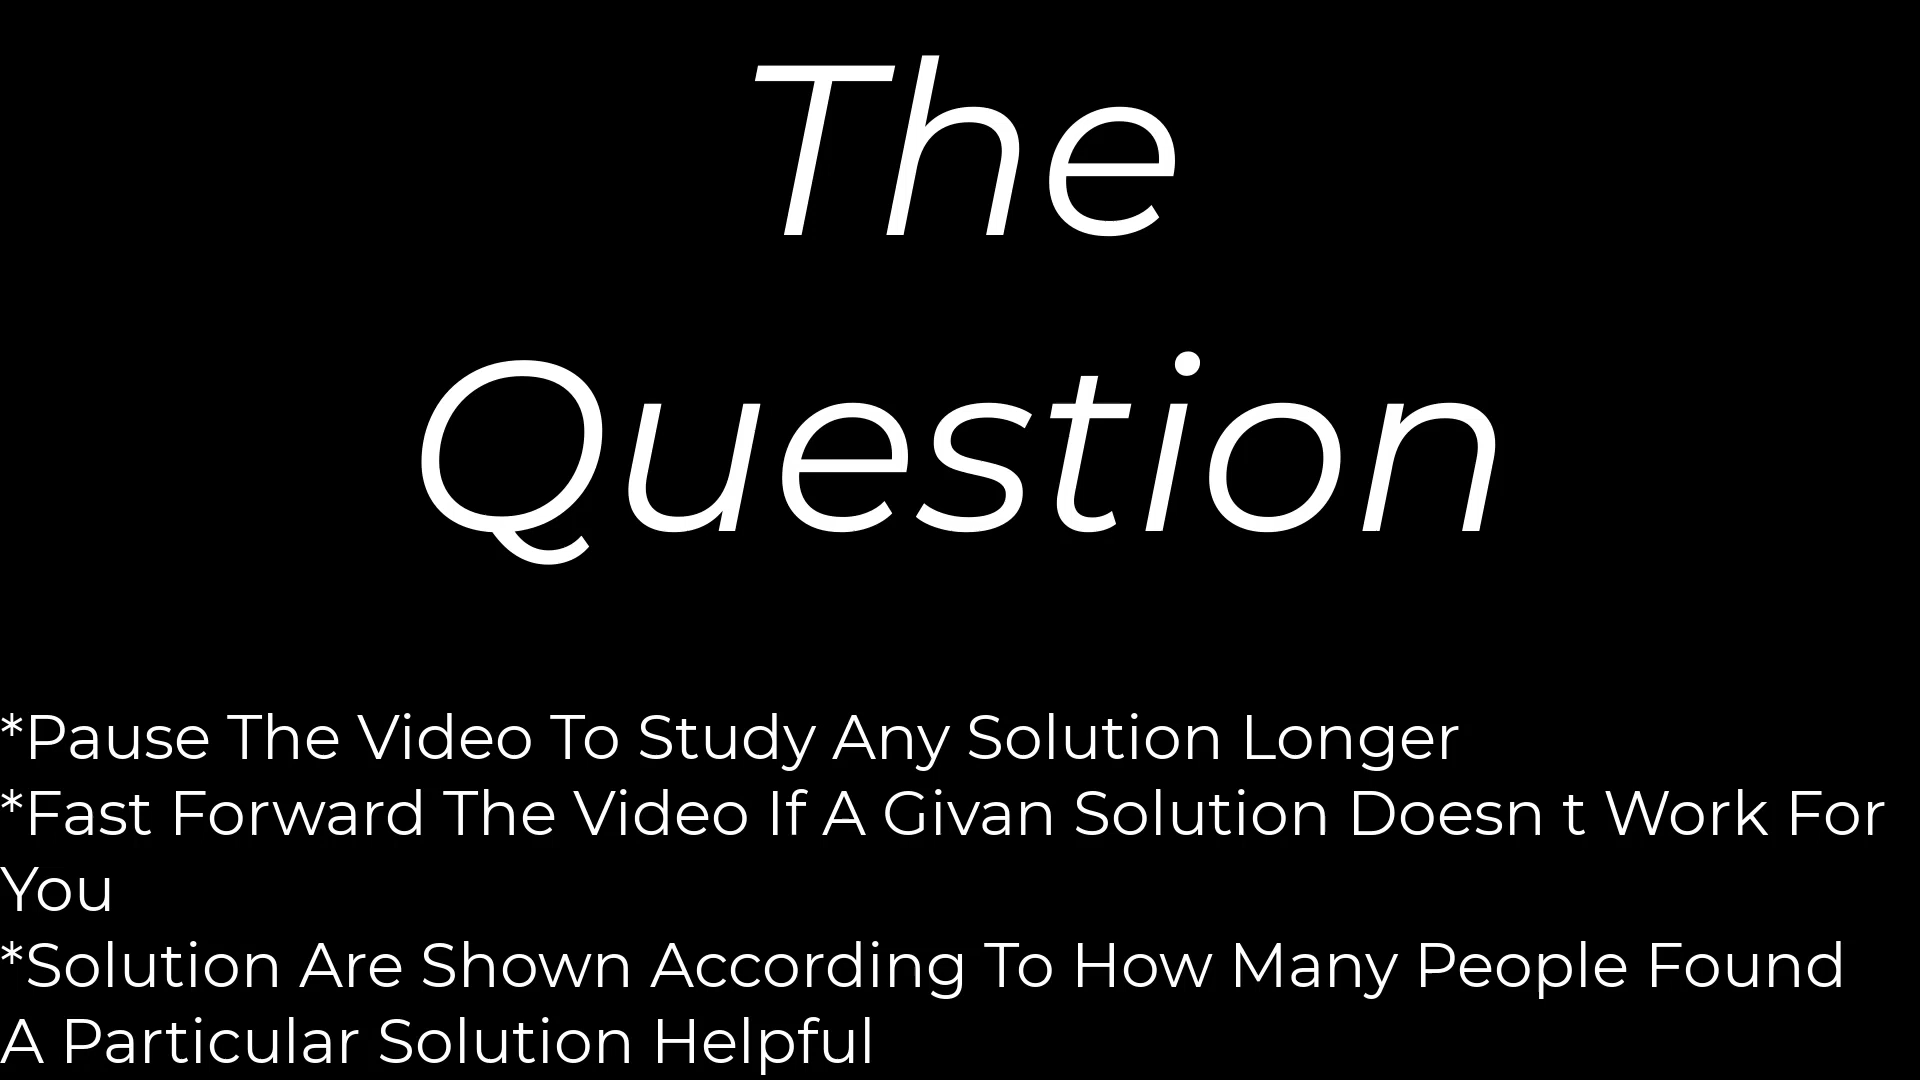 The
Question
*Pause The Video To Study Any Solution Longer
*Fast Forward The Video If A Givan Solution Doesn t Work For
You
*Solution Are Shown According To How Many People Found
A Particular Solution Helpful